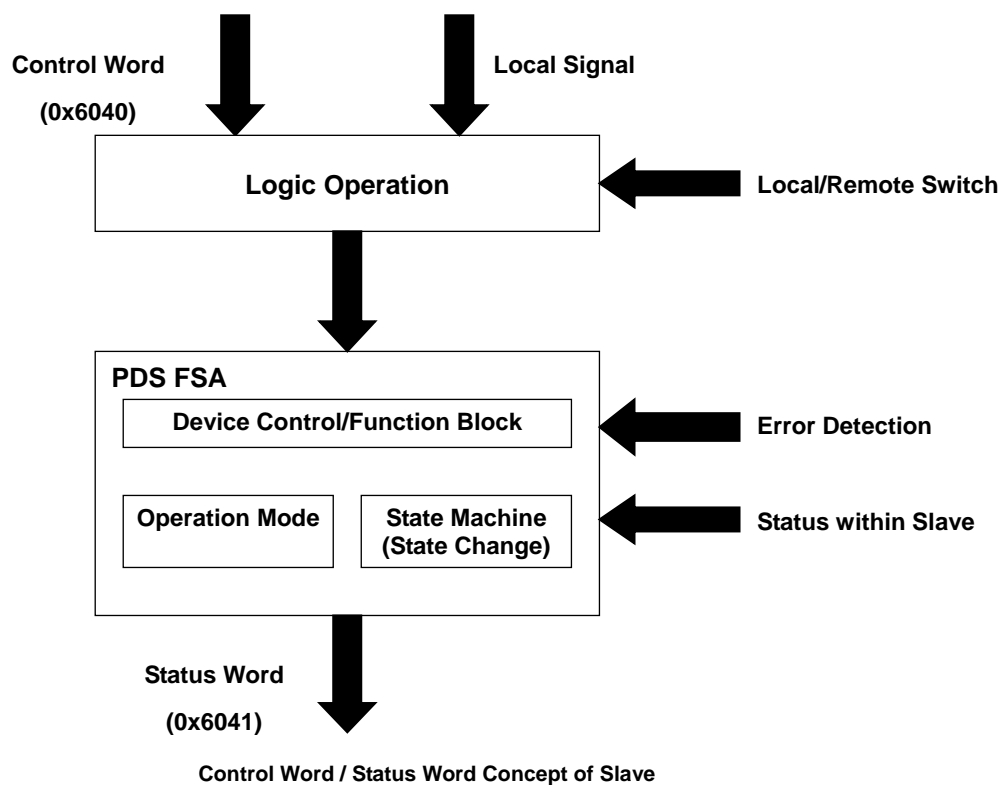 Control Word
(0x6040)
Local Signal
Logic Operation
Local/Remote Switch
PDS FSA
Device Control/Function Block
Error Detection
Operation Mode
State Machine
(State Change)
Status within Slave
Status Word
(0x6041)
Control Word / Status Word Concept of Slave